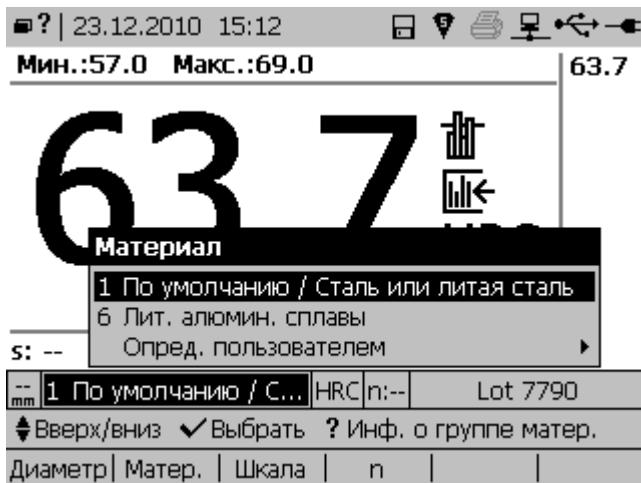 ? 23.12.2010 15:12
Мин.:57.0 Макс.:69.0
63.7
63.7
Материал
1 По умолчанию / Сталь или литая сталь
6 Лит. алюмин. сплавы
Опред. пользователем
s: --
-- mm 1 По умолчанию / С... HRC n:-- Lot 7790
Вверх/вниз Выбрать ? Инф. о группе матер.
Диаметр Матер. Шкала n